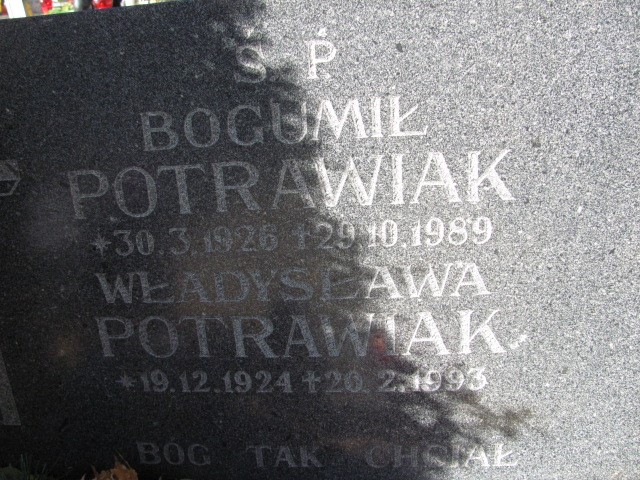 Ś. P.
BOGUMIŁ
POTRAWIAK
*30.3.1926 +29.10.1989
WŁADYSŁAWA
POTRAWIAK
*19.12.1924 +20.2.1993
BÓG TAK CHCIAŁ